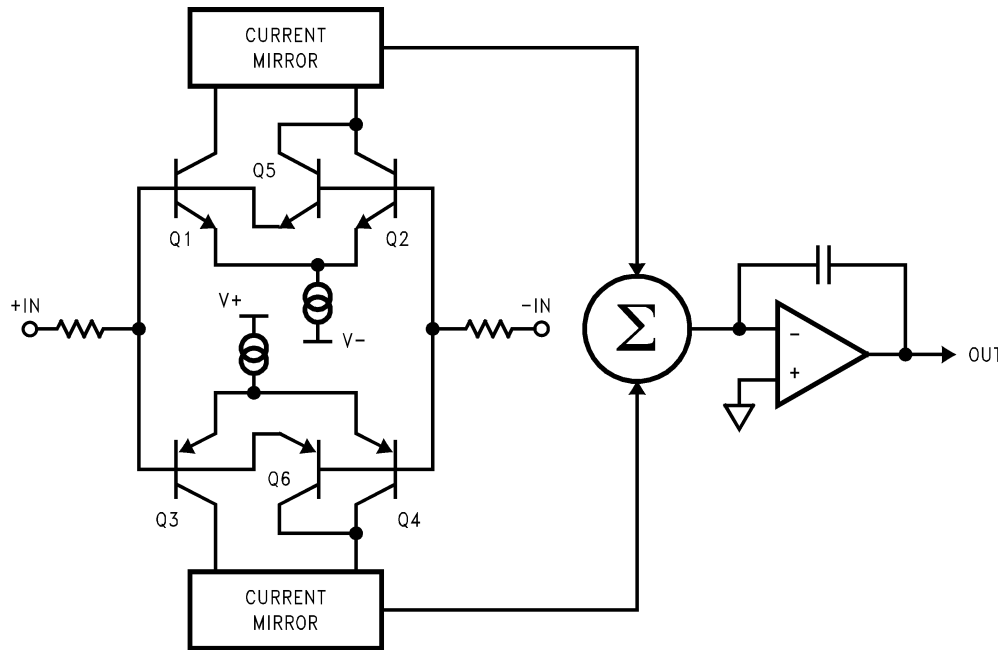 CURRENT
MIRROR
Q5
Q1
Q2
+IN
V+
V-
-IN
Σ
-
+
OUT
Q6
Q3
Q4
CURRENT
MIRROR